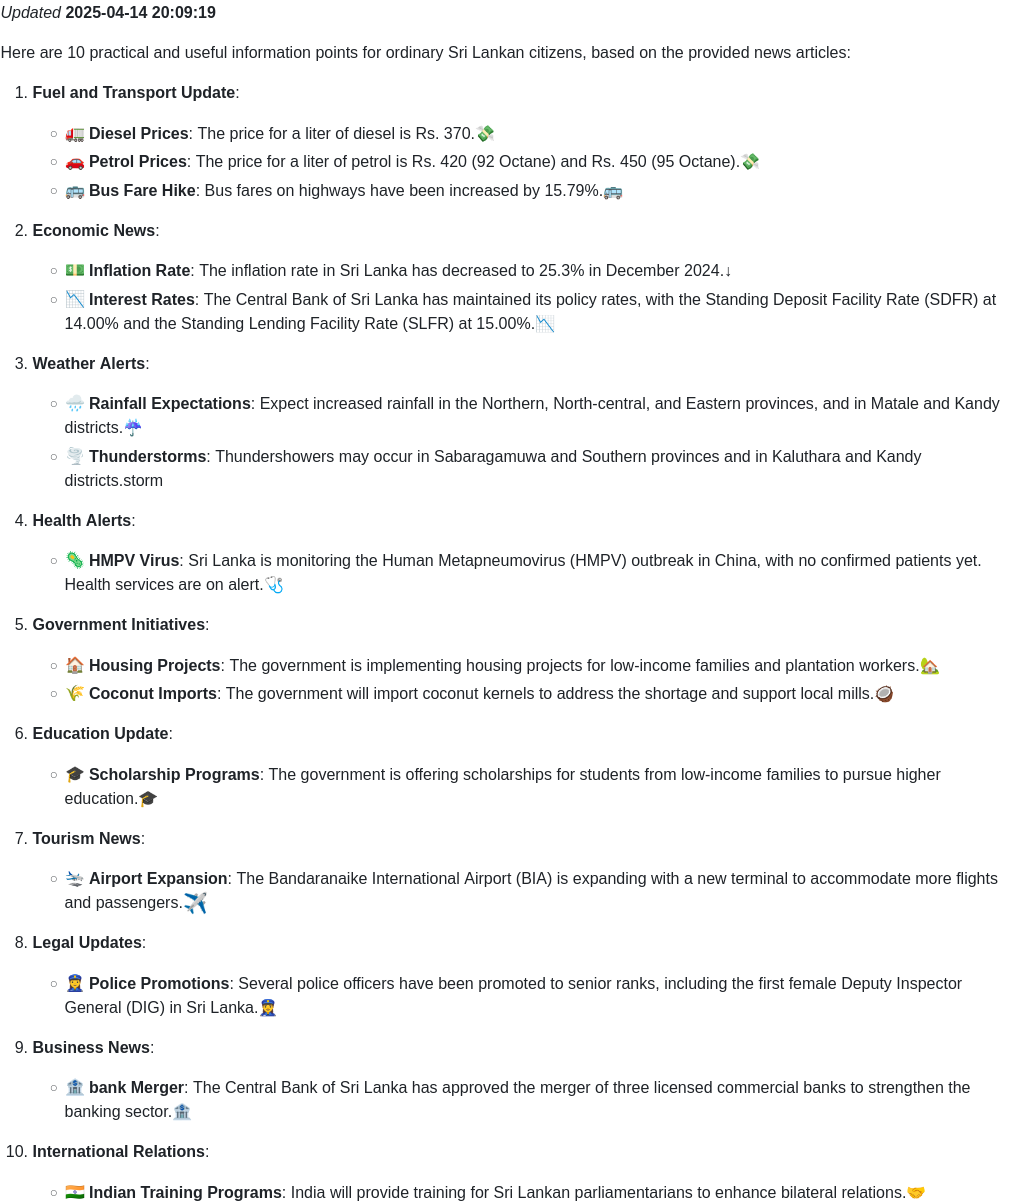 Updated 2025-04-14 20:09:19
Here are 10 practical and useful information points for ordinary Sri Lankan citizens, based on the provided news articles:
1. Fuel and Transport Update:
○ 🚛 Diesel Prices: The price for a liter of diesel is Rs. 370.💸
○ 🚗 Petrol Prices: The price for a liter of petrol is Rs. 420 (92 Octane) and Rs. 450 (95 Octane).💸
○ 🚌 Bus Fare Hike: Bus fares on highways have been increased by 15.79%.🚌
2. Economic News:
○ 💵 Inflation Rate: The inflation rate in Sri Lanka has decreased to 25.3% in December 2024.↓
○ 📉 Interest Rates: The Central Bank of Sri Lanka has maintained its policy rates, with the Standing Deposit Facility Rate (SDFR) at
14.00% and the Standing Lending Facility Rate (SLFR) at 15.00%.📉
3. Weather Alerts:
○ 🌧️ Rainfall Expectations: Expect increased rainfall in the Northern, North-central, and Eastern provinces, and in Matale and Kandy
districts.☔
○ 🌪️ Thunderstorms: Thundershowers may occur in Sabaragamuwa and Southern provinces and in Kaluthara and Kandy
districts.storm
4. Health Alerts:
○ 🦠 HMPV Virus: Sri Lanka is monitoring the Human Metapneumovirus (HMPV) outbreak in China, with no confirmed patients yet.
Health services are on alert.🩺
5. Government Initiatives:
○ 🏠 Housing Projects: The government is implementing housing projects for low-income families and plantation workers.🏡
○ 🌾 Coconut Imports: The government will import coconut kernels to address the shortage and support local mills.🥥
6. Education Update:
○ 🎓 Scholarship Programs: The government is offering scholarships for students from low-income families to pursue higher
education.🎓
7. Tourism News:
○ 🛬 Airport Expansion: The Bandaranaike International Airport (BIA) is expanding with a new terminal to accommodate more flights
and passengers.✈️
8. Legal Updates:
○ 👮 Police Promotions: Several police officers have been promoted to senior ranks, including the first female Deputy Inspector
General (DIG) in Sri Lanka.👮
9. Business News:
○ 🏦 bank Merger: The Central Bank of Sri Lanka has approved the merger of three licensed commercial banks to strengthen the
banking sector.🏦
10. International Relations:
○ 🇮🇳 Indian Training Programs: India will provide training for Sri Lankan parliamentarians to enhance bilateral relations.🤝